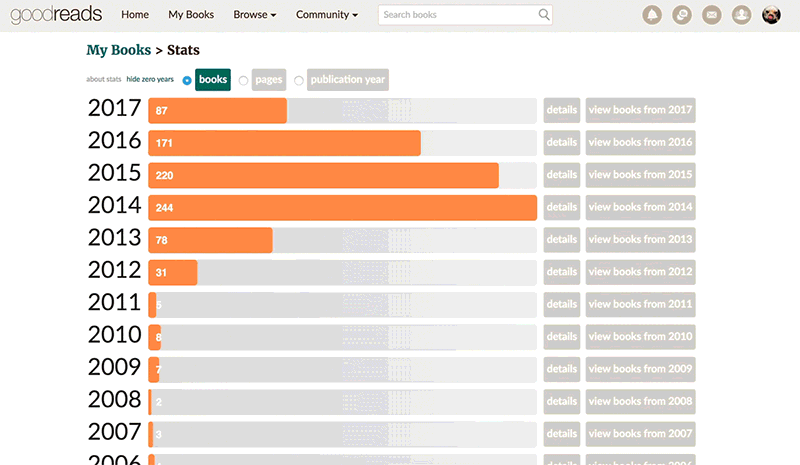 goodreads Home My Books Browse Community Search books
My Books > Stats
about stats hide zero years books pages publication year
2017 87 details view books from 2017
2016 171 details view books from 2016
2015 220 details view books from 2015
2014 244 details view books from 2014
2013 78 details view books from 2013
2012 31 details view books from 2012
2011 5 details view books from 2011
2010 8 details view books from 2010
2009 7 details view books from 2009
2008 2 details view books from 2008
2007 3 details view books from 2007
2006 details view books from 2006